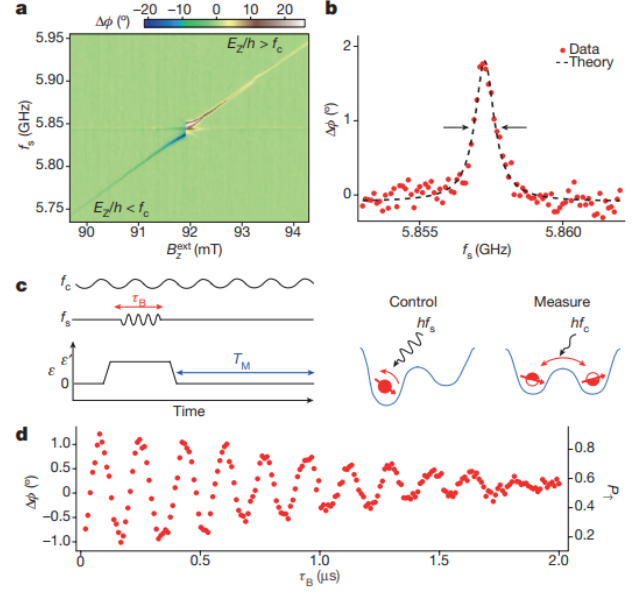 a
Δϕ (°) −20 −10 0 10 20
5.95
5.85
5.75
f_s (GHz)
E_Z/h > f_c
E_Z/h < f_c
90 91 92 93 94
B_z^ext (mT)
b
2
1
0
Δϕ (°)
Data
Theory
5.855 5.860
f_s (GHz)
c
f_c
τ_B
f_s
ε ε′
0
T_M
Time
Control
hf_s
Measure
hf_c
d
1.0
0.5
0
−0.5
−1.0
Δϕ (°)
0.8
0.6
0.4
0.2
P_↑
0 0.5 1.0 1.5 2.0
τ_B (μs)